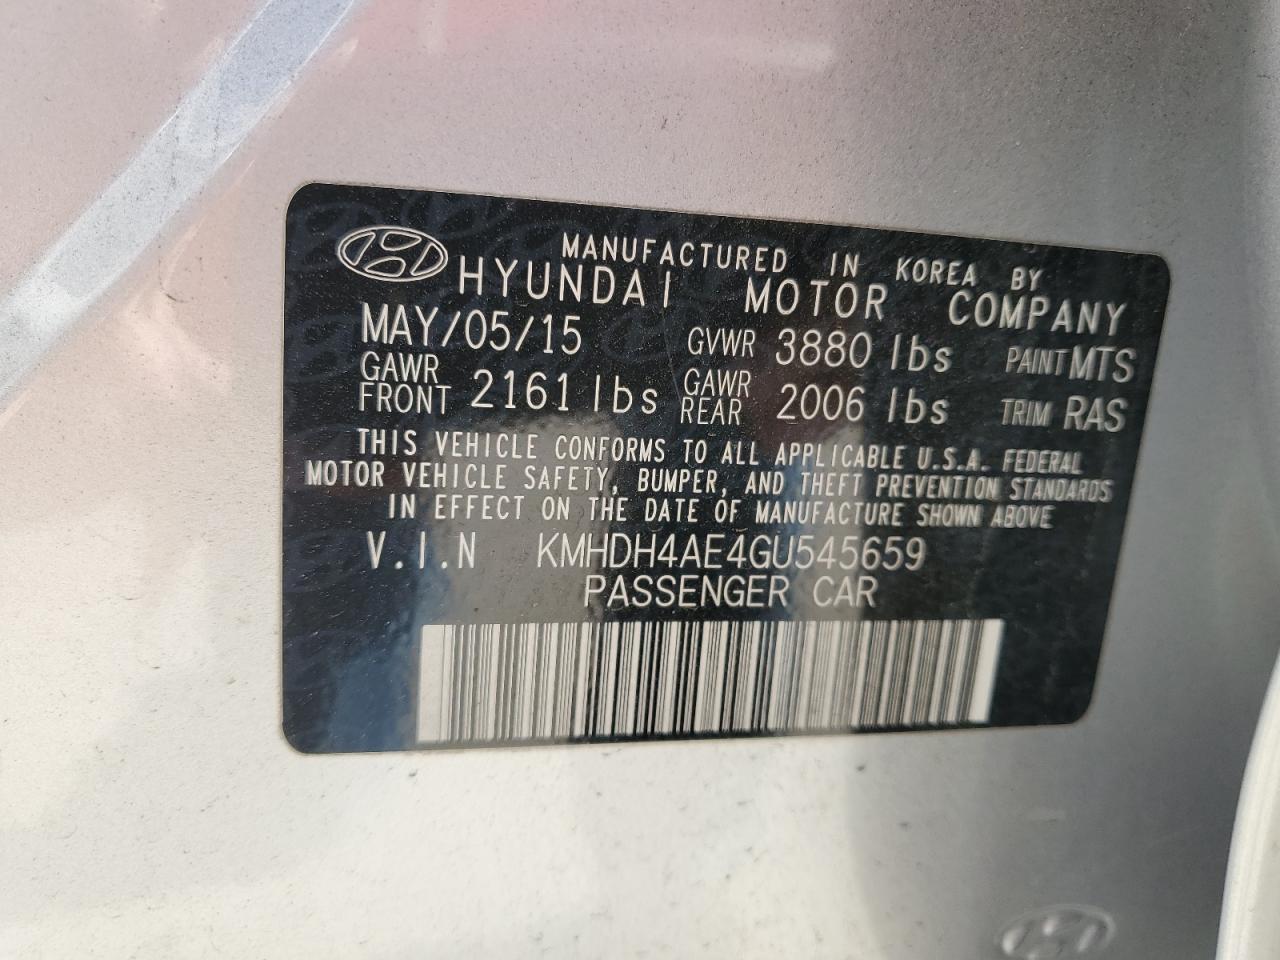 MANUFACTURED IN KOREA BY
HYUNDAI MOTOR COMPANY
MAY/05/15 GVWR 3880 lbs PAINT MTS
GAWR FRONT 2161 lbs GAWR REAR 2006 lbs TRIM RAS
THIS VEHICLE CONFORMS TO ALL APPLICABLE U.S.A. FEDERAL
MOTOR VEHICLE SAFETY, BUMPER, AND THEFT PREVENTION STANDARDS
IN EFFECT ON THE DATE OF MANUFACTURE SHOWN ABOVE
V.I.N KMHDH4AE4GU545659
PASSENGER CAR